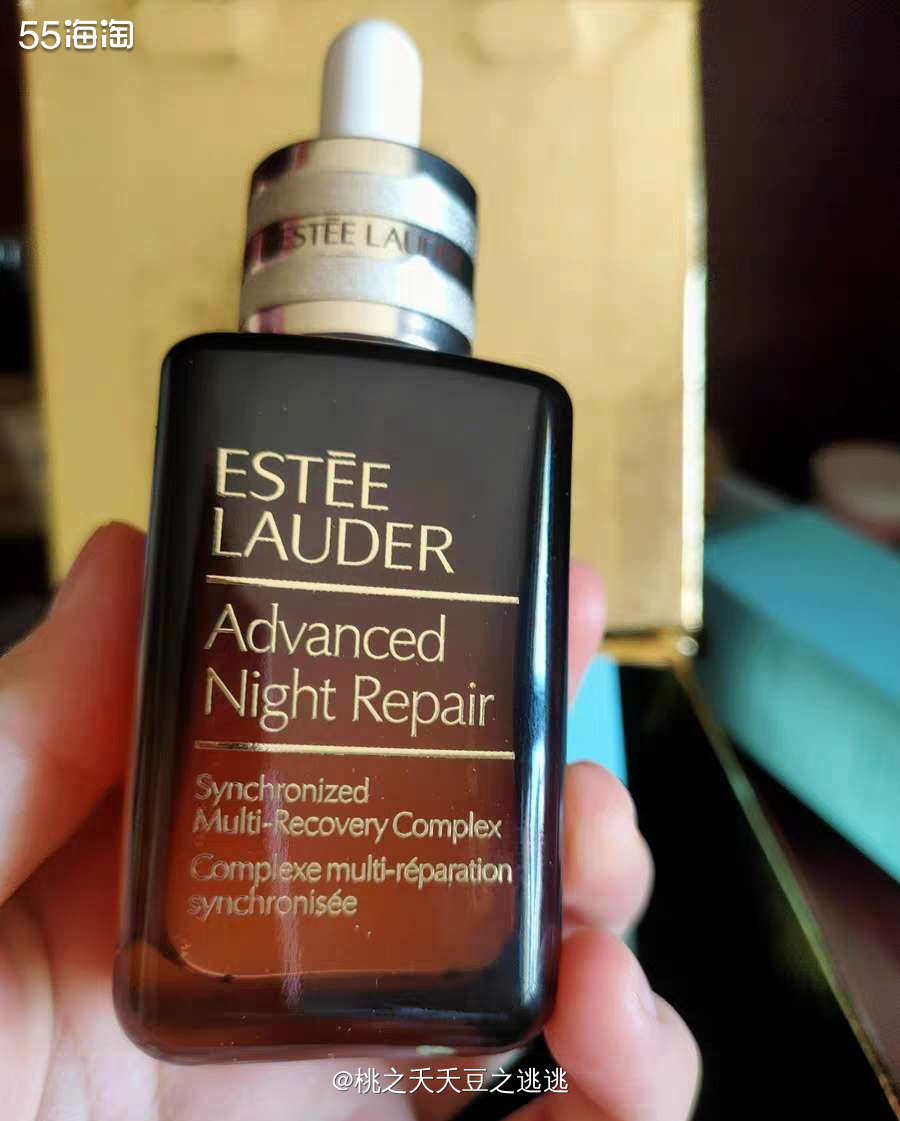 55海淘
ESTĒE LAUDER
ESTĒE
LAUDER
Advanced
Night Repair
Synchronized
Multi-Recovery Complex
Complexe multi-réparation
synchronisée
@桃之夭夭豆之逃逃